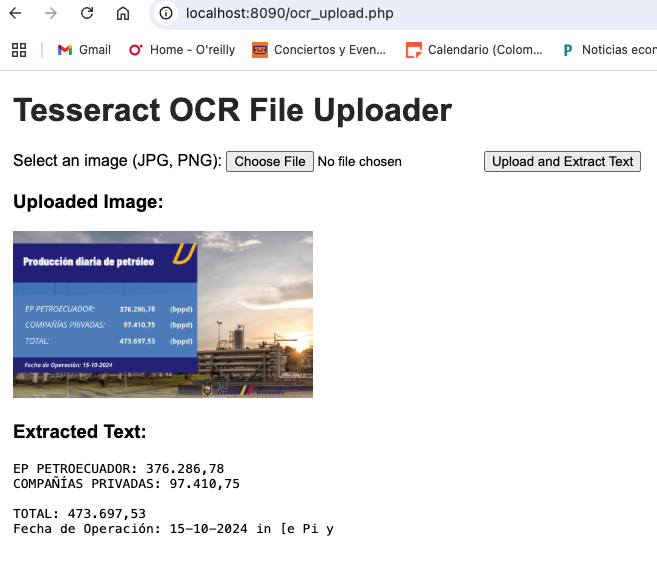 localhost:8090/ocr_upload.php
Gmail
Home - O'reilly
Conciertos y Even...
Calendario (Colom...
Noticias econ
Tesseract OCR File Uploader
Select an image (JPG, PNG): Choose File No file chosen Upload and Extract Text
Uploaded Image:
Producción diaria de petróleo
EP PETROECUADOR: 376.286,78 (bppd)
COMPAÑÍAS PRIVADAS: 97.410,75 (bppd)
TOTAL: 473.697,53 (bppd)
Fecha de Operación: 15-10-2024
Extracted Text:
EP PETROECUADOR: 376.286,78
COMPAÑÍAS PRIVADAS: 97.410,75
TOTAL: 473.697,53
Fecha de Operación: 15-10-2024 in [e Pi y